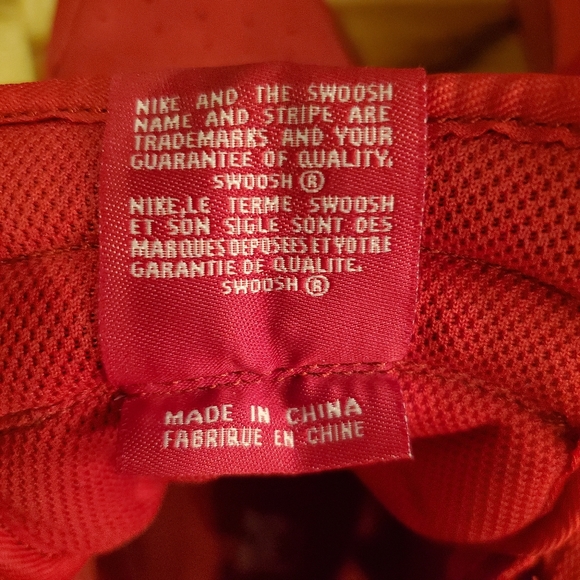 NIKE AND THE SWOOSH
NAME AND STRIPE ARE
TRADEMARKS AND YOUR
GUARANTEE OF QUALITY.
SWOOSH ®
NIKE,LE TERME SWOOSH
ET SON SIGLE SONT DES
MARQUES DEPOSEES ET VOTRE
GARANTIE DE QUALITE.
SWOOSH ®
MADE IN CHINA
FABRIQUE EN CHINE